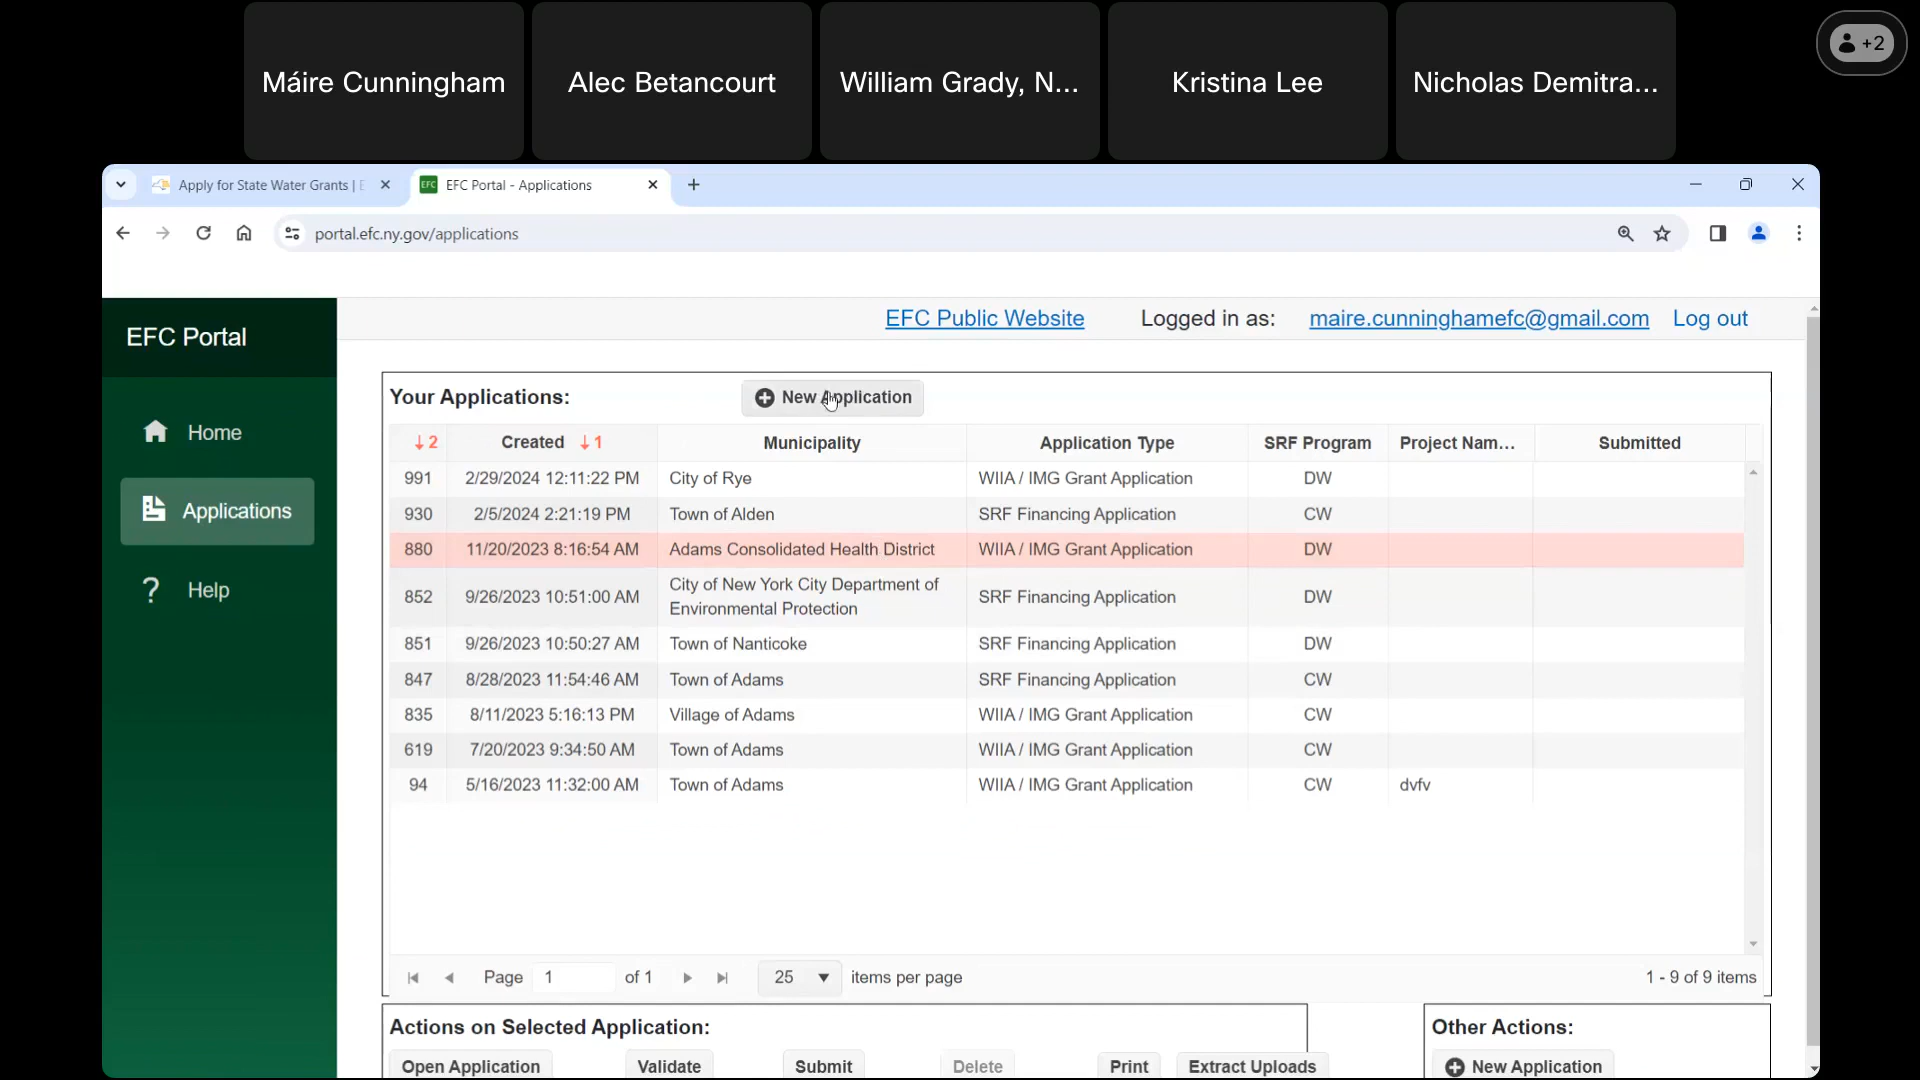 Máire Cunningham
Alec Betancourt
William Grady, N...
Kristina Lee
Nicholas Demitra...
+2
Apply for State Water Grants |
EFC
EFC Portal - Applications
portal.efc.ny.gov/applications
EFC Portal
EFC Public Website
Logged in as:
maire.cunninghamefc@gmail.com
Log out
Home
Applications
Help
Your Applications:
New Application
2 Created 1 Municipality Application Type SRF Program Project Nam... Submitted
991 2/29/2024 12:11:22 PM City of Rye WIIA / IMG Grant Application DW
930 2/5/2024 2:21:19 PM Town of Alden SRF Financing Application CW
880 11/20/2023 8:16:54 AM Adams Consolidated Health District WIIA / IMG Grant Application DW
852 9/26/2023 10:51:00 AM City of New York City Department of
Environmental Protection SRF Financing Application DW
851 9/26/2023 10:50:27 AM Town of Nanticoke SRF Financing Application DW
847 8/28/2023 11:54:46 AM Town of Adams SRF Financing Application CW
835 8/11/2023 5:16:13 PM Village of Adams WIIA / IMG Grant Application CW
619 7/20/2023 9:34:50 AM Town of Adams WIIA / IMG Grant Application CW
94 5/16/2023 11:32:00 AM Town of Adams WIIA / IMG Grant Application CW dvfv
Page 1 of 1 25 items per page 1 - 9 of 9 items
Actions on Selected Application:
Open Application Validate Submit Delete Print Extract Uploads
Other Actions:
New Application